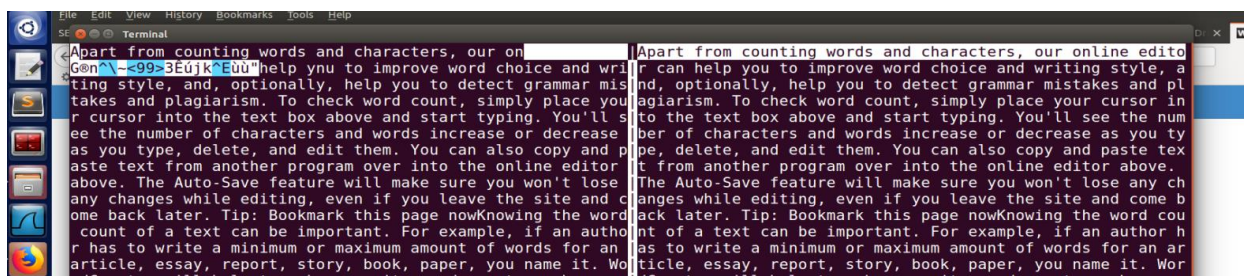 File Edit View History Bookmarks Tools Help
Terminal
Apart from counting words and characters, our on
G®n^\~<99>3Èújk^Eùù"help ynu to improve word choice and wri
ting style, and, optionally, help you to detect grammar mis
takes and plagiarism. To check word count, simply place you
r cursor into the text box above and start typing. You'll s
ee the number of characters and words increase or decrease
as you type, delete, and edit them. You can also copy and p
aste text from another program over into the online editor
above. The Auto-Save feature will make sure you won't lose
any changes while editing, even if you leave the site and c
ome back later. Tip: Bookmark this page nowKnowing the word
count of a text can be important. For example, if an autho
r has to write a minimum or maximum amount of words for an
article, essay, report, story, book, paper, you name it. Wo
Apart from counting words and characters, our online edito
r can help you to improve word choice and writing style, a
nd, optionally, help you to detect grammar mistakes and pl
agiarism. To check word count, simply place your cursor in
to the text box above and start typing. You'll see the num
ber of characters and words increase or decrease as you ty
pe, delete, and edit them. You can also copy and paste tex
t from another program over into the online editor above.
The Auto-Save feature will make sure you won't lose any ch
anges while editing, even if you leave the site and come b
ack later. Tip: Bookmark this page nowKnowing the word cou
nt of a text can be important. For example, if an author h
as to write a minimum or maximum amount of words for an ar
ticle, essay, report, story, book, paper, you name it. Wor